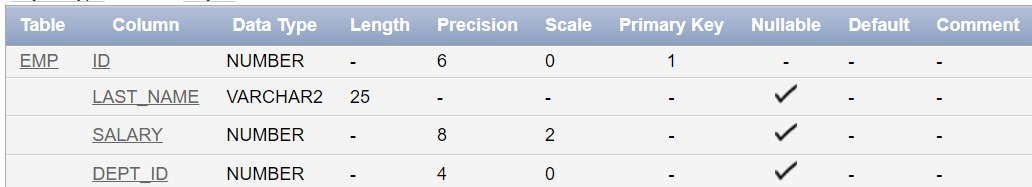 Table Column Data Type Length Precision Scale Primary Key Nullable Default Comment
EMP ID NUMBER - 6 0 1 - - -
LAST_NAME VARCHAR2 25 - - - ✓ - -
SALARY NUMBER - 8 2 - ✓ - -
DEPT_ID NUMBER - 4 0 - ✓ - -